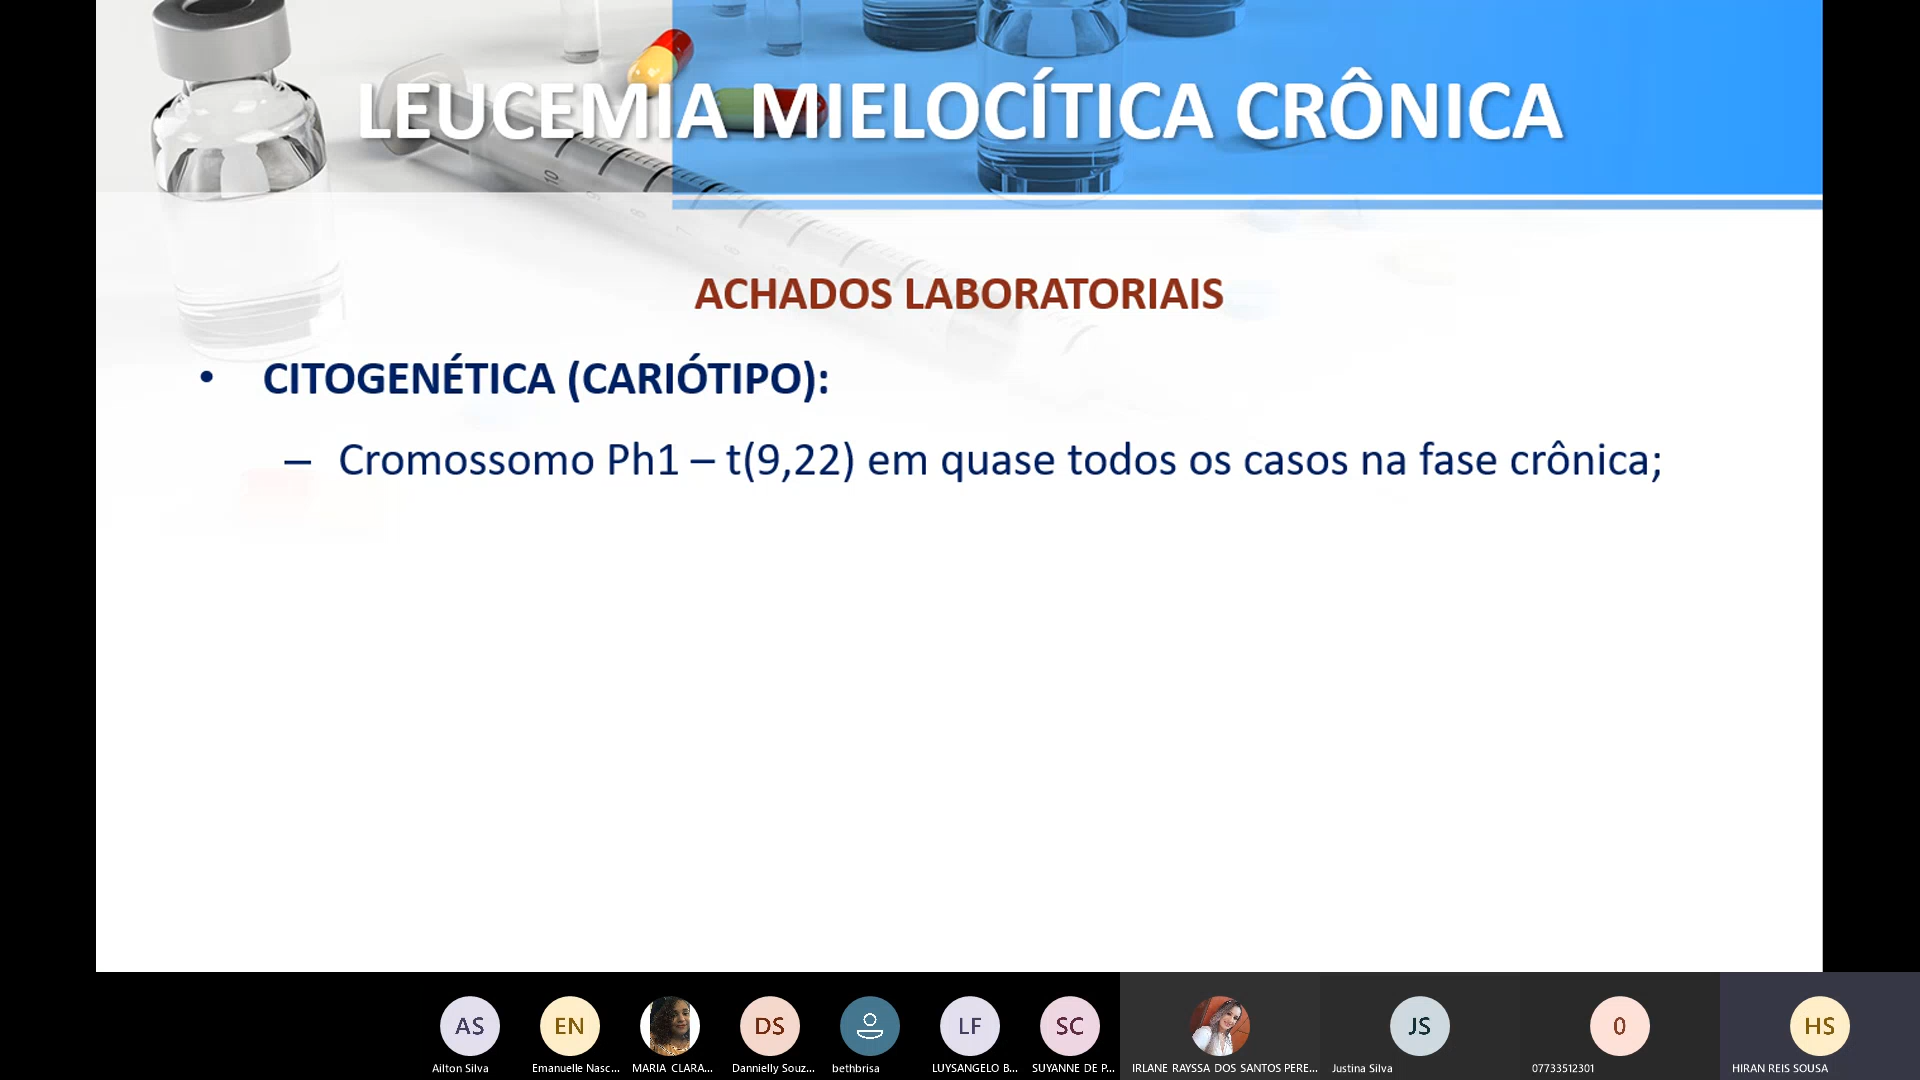 LEUCEMIA MIELOCÍTICA CRÔNICA
ACHADOS LABORATORIAIS
• CITOGENÉTICA (CARIÓTIPO):
– Cromossomo Ph1 – t(9,22) em quase todos os casos na fase crônica;
AS EN DS LF SC JS 0 HS
Ailton Silva Emanuelle Nasc... MARIA CLARA... Dannielly Souz... bethbrisa LUYSANGELO B... SUYANNE DE P... IRLANE RAYSSA DOS SANTOS PERE... Justina Silva 07733512301 HIRAN REIS SOUSA